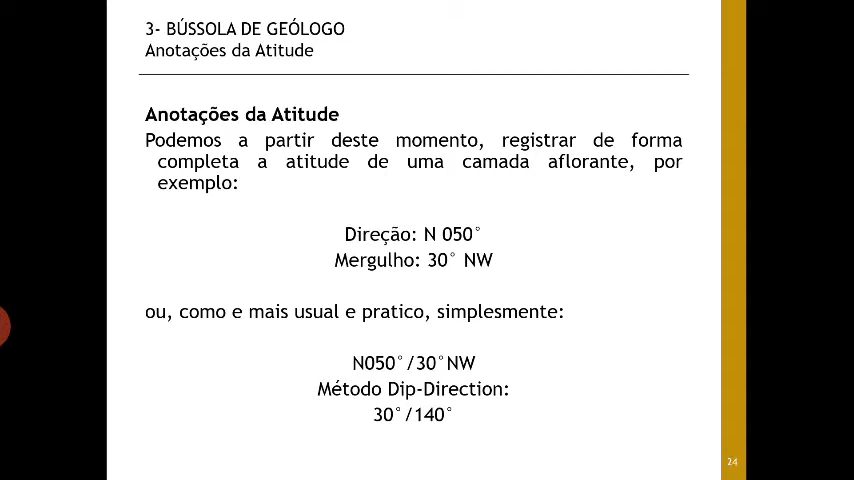 3- BÚSSOLA DE GEÓLOGO
Anotações da Atitude
Anotações da Atitude
Podemos a partir deste momento, registrar de forma
completa a atitude de uma camada aflorante, por
exemplo:
Direção: N 050°
Mergulho: 30° NW
ou, como e mais usual e pratico, simplesmente:
N050°/30°NW
Método Dip-Direction:
30°/140°
24